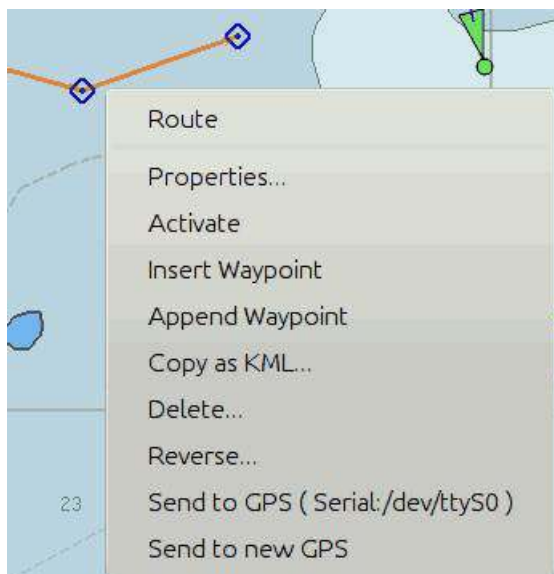 Route
Properties...
Activate
Insert Waypoint
Append Waypoint
Copy as KML...
Delete...
Reverse...
23
Send to GPS ( Serial:/dev/ttyS0 )
Send to new GPS